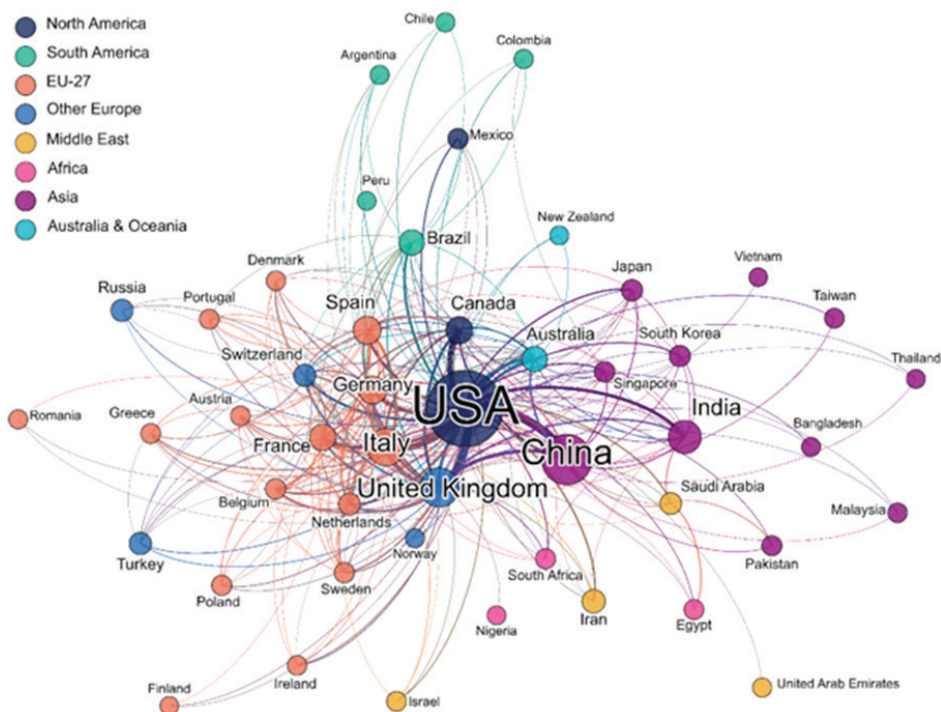 North America
South America
EU-27
Other Europe
Middle East
Africa
Asia
Australia & Oceania
Chile
Colombia
Argentina
Mexico
Peru
New Zealand
Brazil
Denmark
Japan
Vietnam
Russia
Portugal
Spain
Canada
Taiwan
Australia
South Korea
Switzerland
Thailand
Germany
Singapore
USA
India
Austria
Romania
Greece
Bangladesh
France
Italy
China
United Kingdom
Saudi Arabia
Belgium
Netherlands
Malaysia
Norway
Turkey
Pakistan
South Africa
Sweden
Poland
Iran
Egypt
Nigeria
Ireland
Finland
Israel
United Arab Emirates